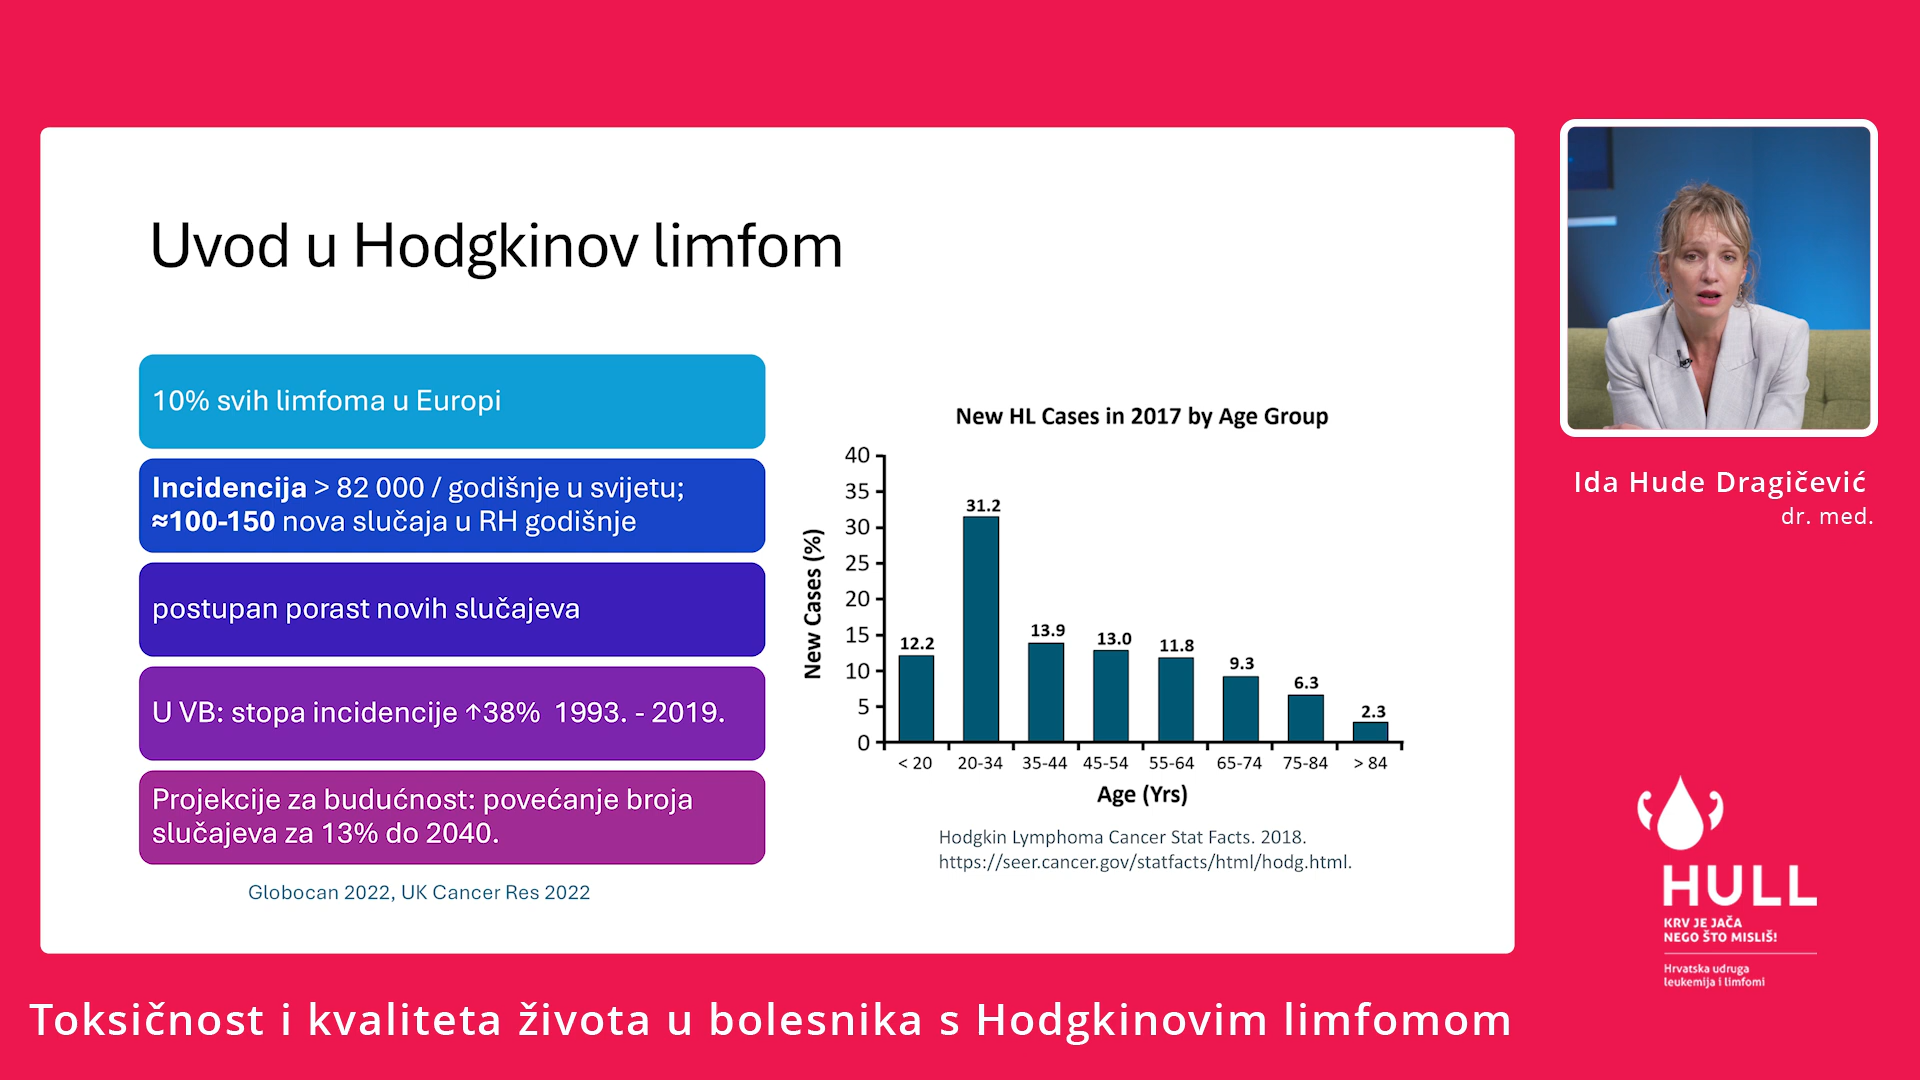 Uvod u Hodgkinov limfom
10% svih limfoma u Europi
Incidencija > 82 000 / godišnje u svijetu;
≈100-150 nova slučaja u RH godišnje
postupan porast novih slučajeva
U VB: stopa incidencije ↑38% 1993. - 2019.
Projekcije za budućnost: povećanje broja
slučajeva za 13% do 2040.
Globocan 2022, UK Cancer Res 2022
New HL Cases in 2017 by Age Group
New Cases (%)
40
35
30
25
20
15
10
5
0
12.2
31.2
13.9
13.0
11.8
9.3
6.3
2.3
< 20
20-34
35-44
45-54
55-64
65-74
75-84
> 84
Age (Yrs)
Hodgkin Lymphoma Cancer Stat Facts. 2018.
https://seer.cancer.gov/statfacts/html/hodg.html.
Ida Hude Dragičević
dr. med.
HULL
KRV JE JAČA
NEGO ŠTO MISLIŠ!
Hrvatska udruga
leukemija i limfomi
Toksičnost i kvaliteta života u bolesnika s Hodgkinovim limfomom